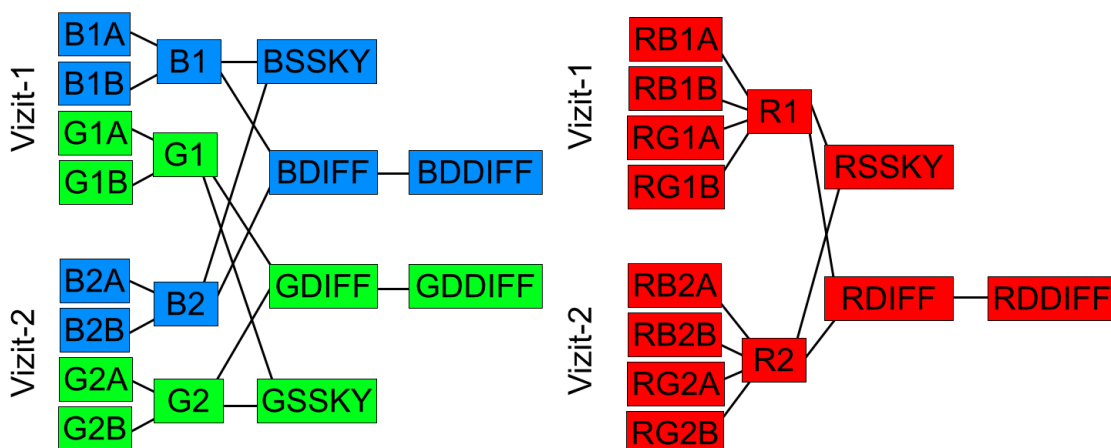 Vizit-1
B1A
B1B
G1A
G1B
B1
G1
BSSKY
BDIFF
BDDIFF
Vizit-2
B2A
B2B
G2A
G2B
B2
G2
GDIFF
GDDIFF
GSSKY
Vizit-1
RB1A
RB1B
RG1A
RG1B
R1
RSSKY
Vizit-2
RB2A
RB2B
RG2A
RG2B
R2
RDIFF
RDDIFF